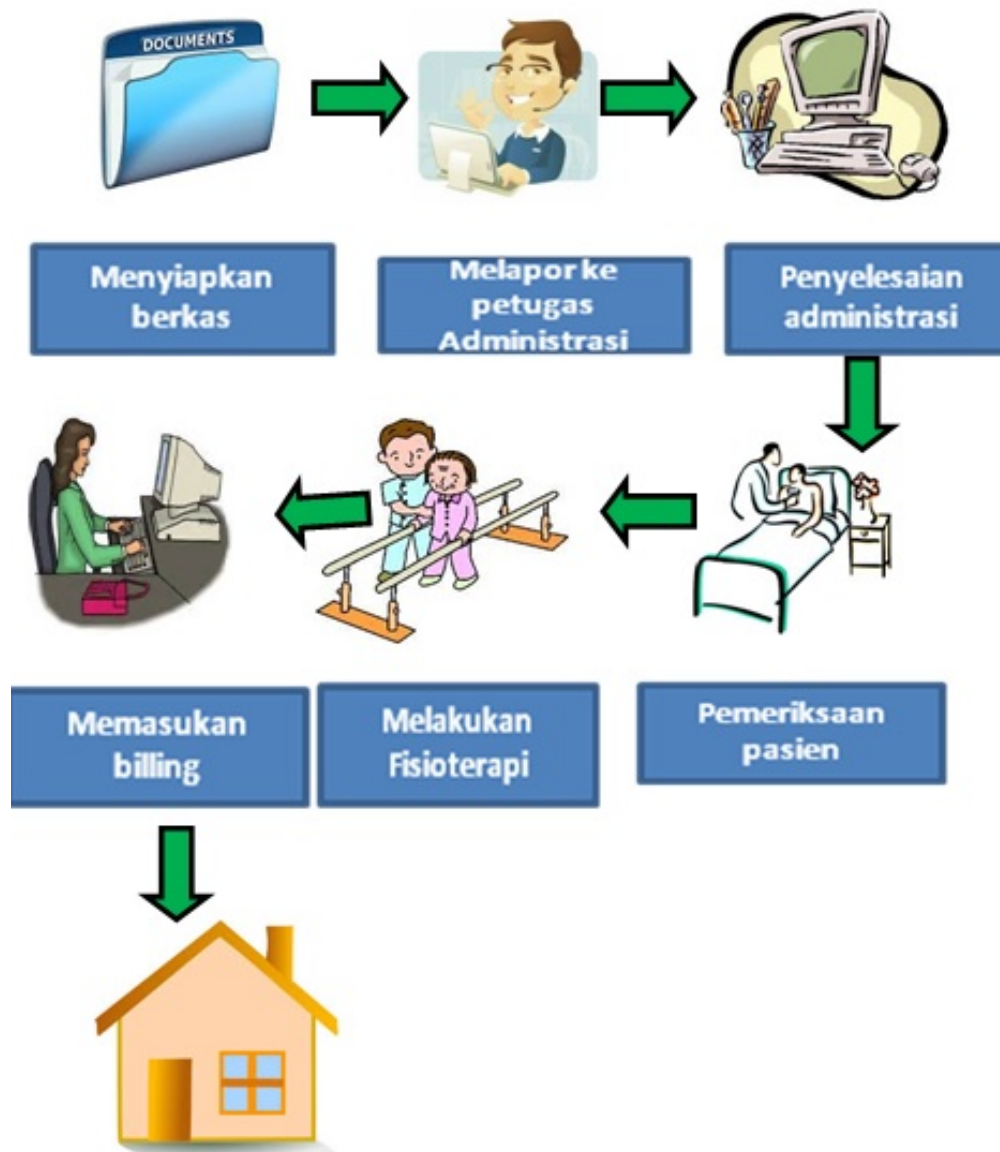 DOCUMENTS
Menyiapkan
berkas
Melapor ke
petugas
Administrasi
Penyelesaian
administrasi
Memasukan
billing
Melakukan
Fisioterapi
Pemeriksaan
pasien